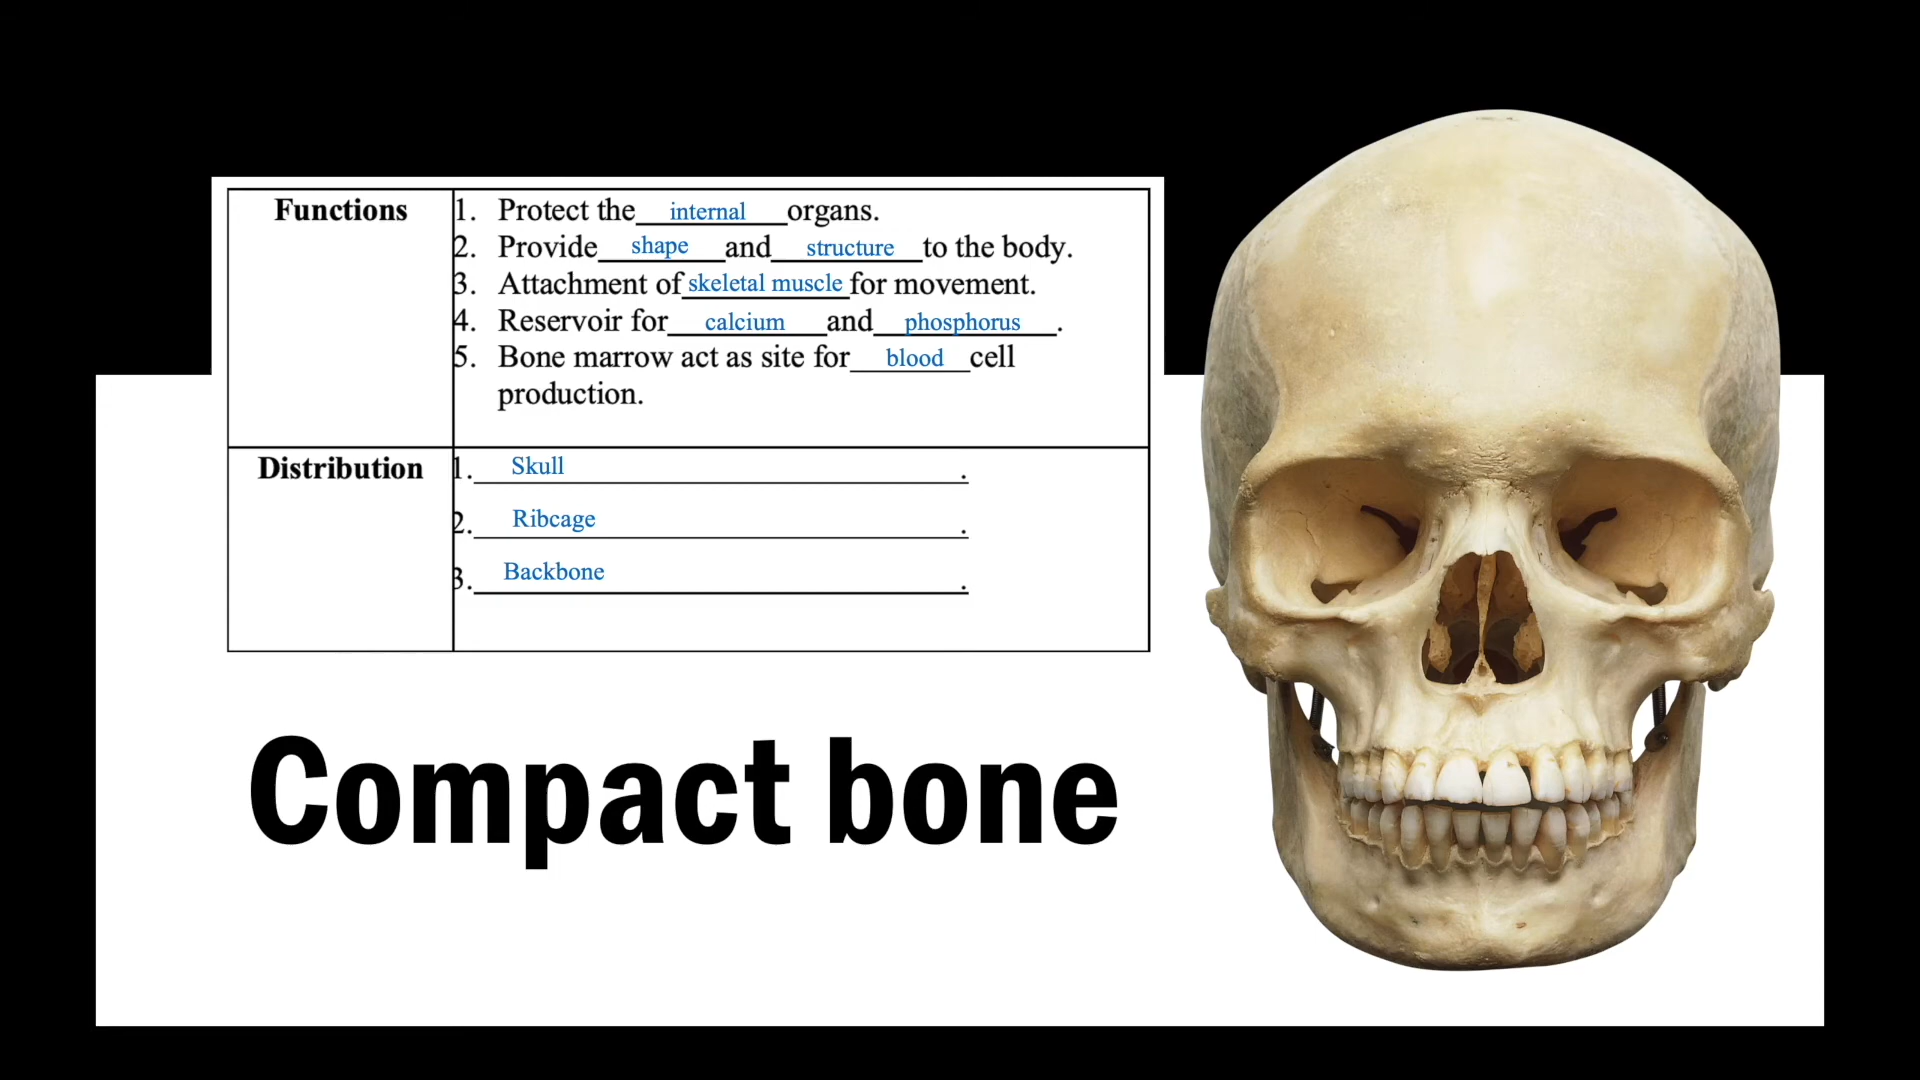 Functions
1. Protect the internal organs.
2. Provide shape and structure to the body.
3. Attachment of skeletal muscle for movement.
4. Reservoir for calcium and phosphorus.
5. Bone marrow act as site for blood cell
production.
Distribution
1. Skull.
2. Ribcage.
3. Backbone.
Compact bone